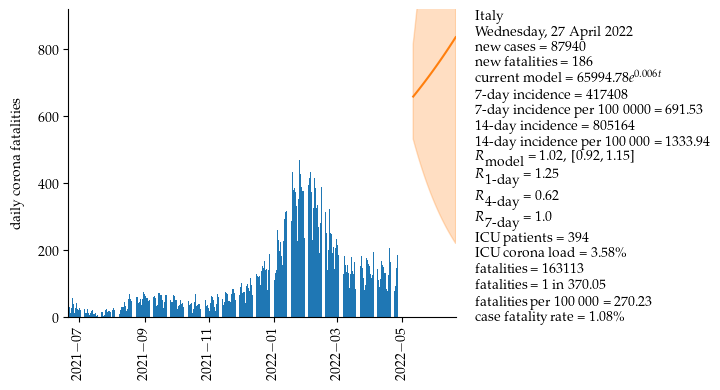 Italy
Wednesday, 27 April 2022
new cases = 87940
new fatalities = 186
current model = 65994.78e^0.006t
7-day incidence = 417408
7-day incidence per 100 0000 = 691.53
14-day incidence = 805164
14-day incidence per 100 000 = 1333.94
R_model = 1.02, [0.92, 1.15]
R_1-day = 1.25
R_4-day = 0.62
R_7-day = 1.0
ICU patients = 394
ICU corona load = 3.58%
fatalities = 163113
fatalities = 1 in 370.05
fatalities per 100 000 = 270.23
case fatality rate = 1.08%
daily corona fatalities
800
600
400
200
0
2021−07
2021−09
2021−11
2022−01
2022−03
2022−05